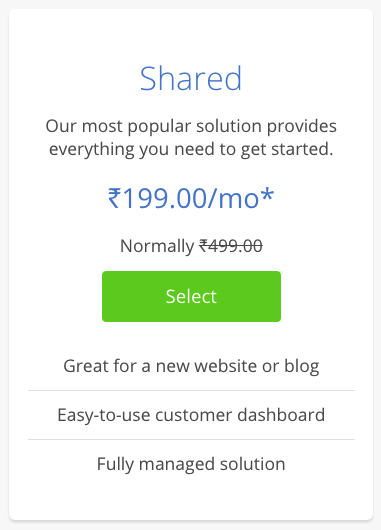 Shared
Our most popular solution provides
everything you need to get started.
₹199.00/mo*
Normally ₹499.00
Select
Great for a new website or blog
Easy-to-use customer dashboard
Fully managed solution